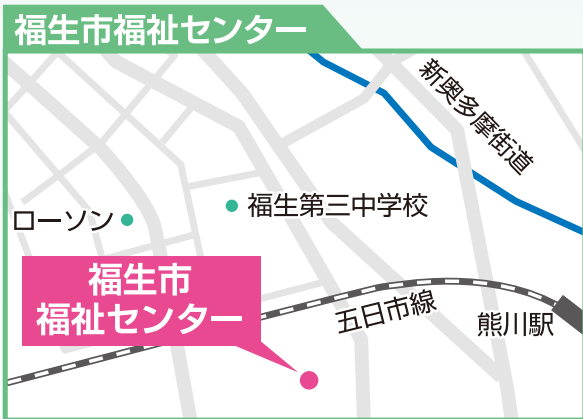 福生市福祉センター
新奥多摩街道
福生第三中学校
ローソン
福生市
福祉センター
五日市線
熊川駅